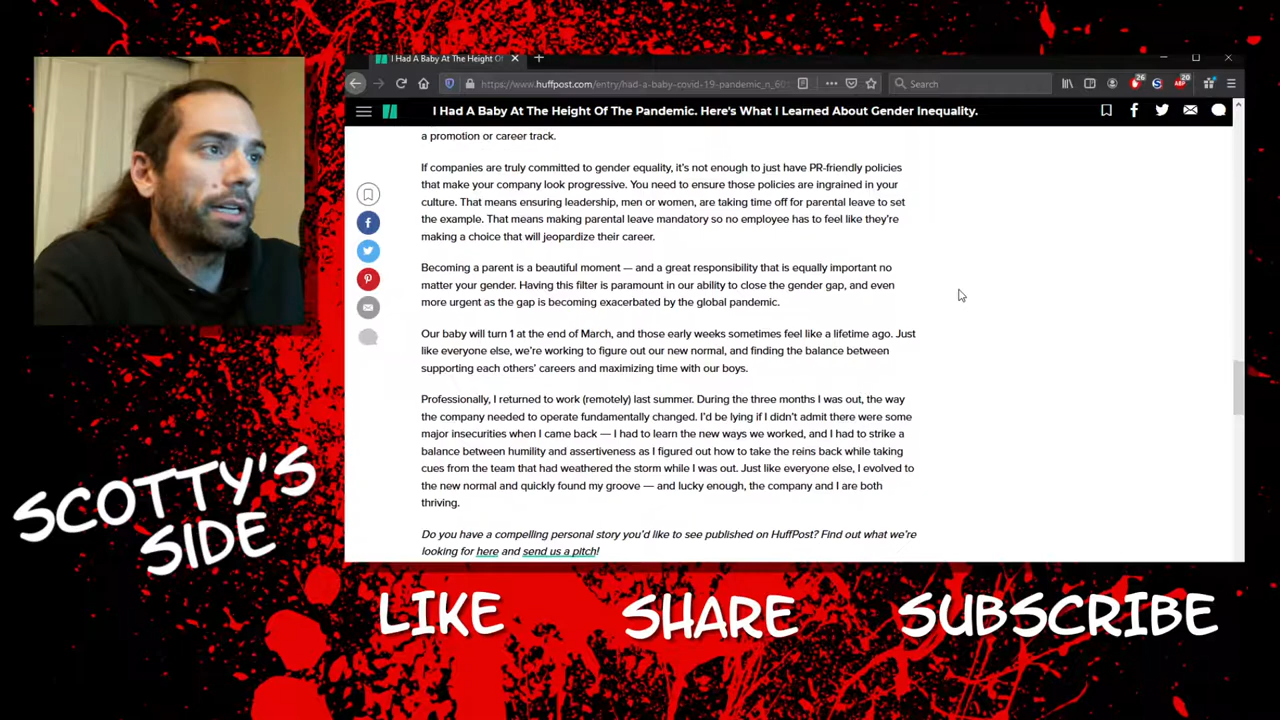 I Had A Baby At The Height Of
https://www.huffpost.com/entry/had-a-baby-covid-19-pandemic_n_60
Search
26
20
I Had A Baby At The Height Of The Pandemic. Here's What I Learned About Gender Inequality.
a promotion or career track.
If companies are truly committed to gender equality, it's not enough to just have PR-friendly policies
that make your company look progressive. You need to ensure those policies are ingrained in your
culture. That means ensuring leadership, men or women, are taking time off for parental leave to set
the example. That means making parental leave mandatory so no employee has to feel like they're
making a choice that will jeopardize their career.
Becoming a parent is a beautiful moment — and a great responsibility that is equally important no
matter your gender. Having this filter is paramount in our ability to close the gender gap, and even
more urgent as the gap is becoming exacerbated by the global pandemic.
Our baby will turn 1 at the end of March, and those early weeks sometimes feel like a lifetime ago. Just
like everyone else, we're working to figure out our new normal, and finding the balance between
supporting each others' careers and maximizing time with our boys.
Professionally, I returned to work (remotely) last summer. During the three months I was out, the way
the company needed to operate fundamentally changed. I'd be lying if I didn't admit there were some
major insecurities when I came back — I had to learn the new ways we worked, and I had to strike a
balance between humility and assertiveness as I figured out how to take the reins back while taking
cues from the team that had weathered the storm while I was out. Just like everyone else, I evolved to
the new normal and quickly found my groove — and lucky enough, the company and I are both
thriving.
Do you have a compelling personal story you'd like to see published on HuffPost? Find out what we're
looking for here and send us a pitch!
SCOTTY'S
SIDE
LIKE
SHARE
SUBSCRIBE